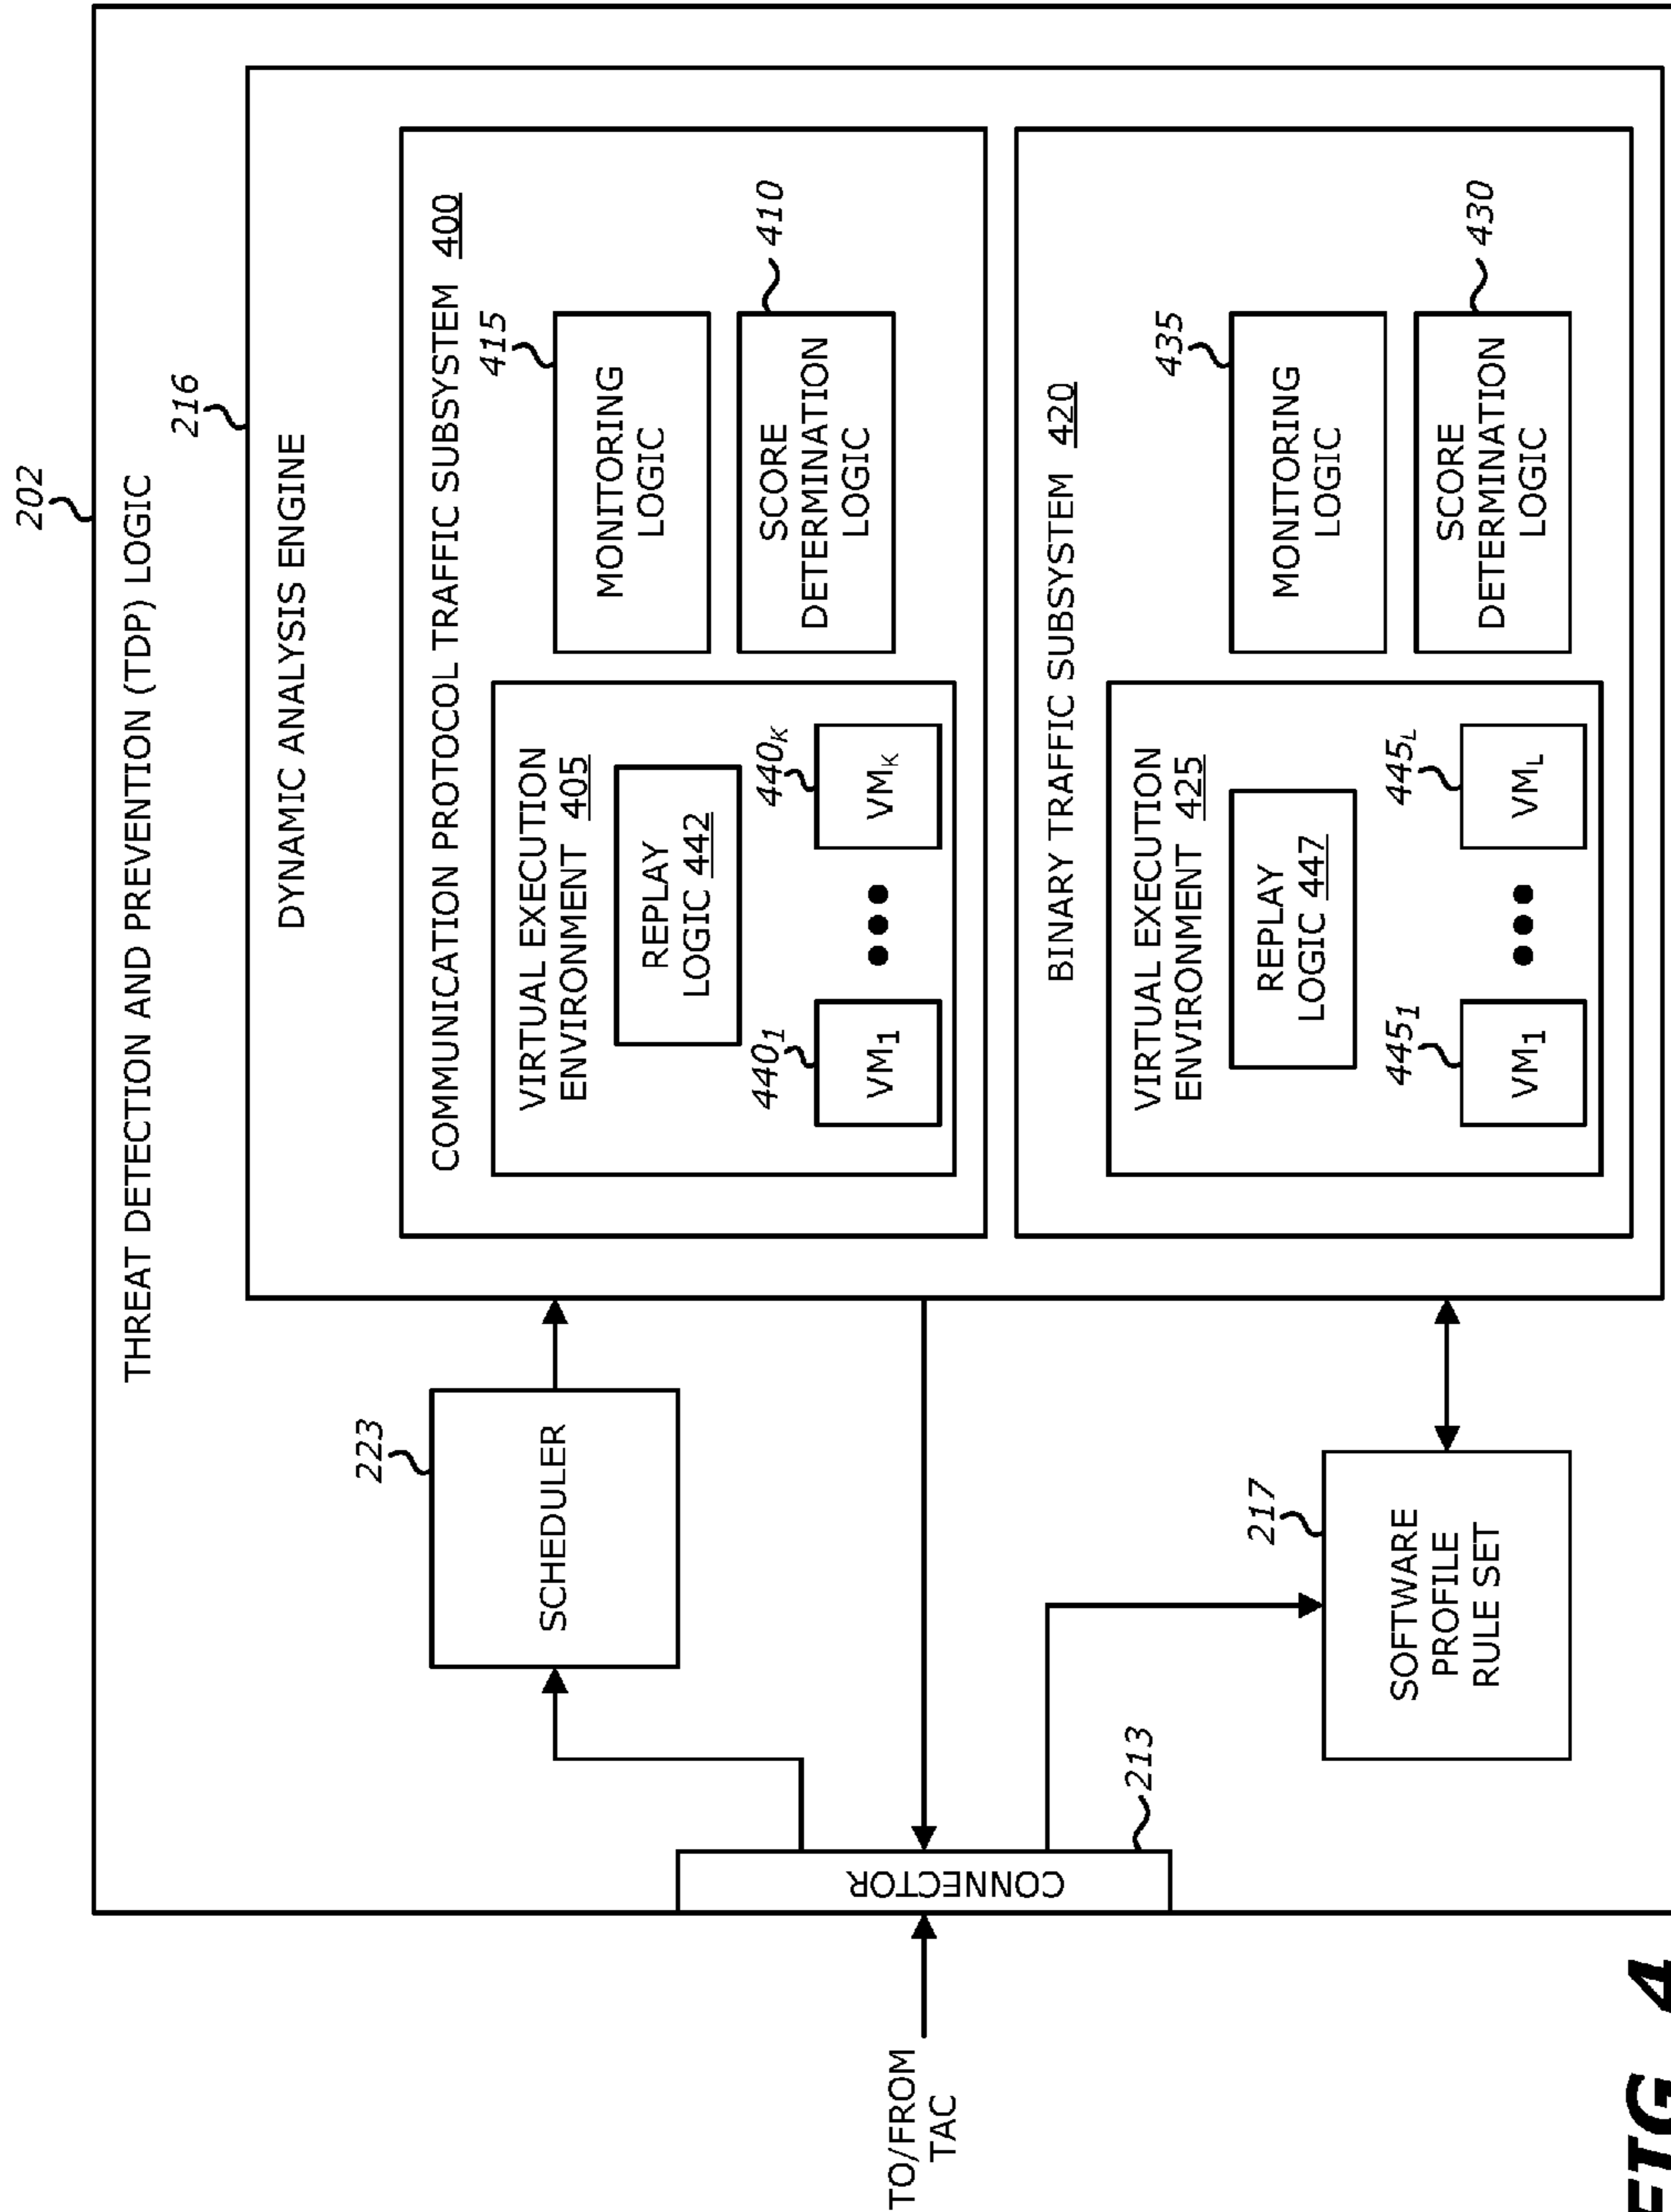 202
THREAT DETECTION AND PREVENTION (TDP) LOGIC
216
DYNAMIC ANALYSIS ENGINE
COMMUNICATION PROTOCOL TRAFFIC SUBSYSTEM 400
VIRTUAL EXECUTION
ENVIRONMENT 405
REPLAY
LOGIC 442
440₁
VM₁
440K
VMK
415
MONITORING
LOGIC
410
SCORE
DETERMINATION
LOGIC
BINARY TRAFFIC SUBSYSTEM 420
VIRTUAL EXECUTION
ENVIRONMENT 425
REPLAY
LOGIC 447
445₁
VM₁
445L
VML
435
MONITORING
LOGIC
430
SCORE
DETERMINATION
LOGIC
223
SCHEDULER
217
SOFTWARE
PROFILE
RULE SET
213
CONNECTOR
TO/FROM
TAC
FIG. 4